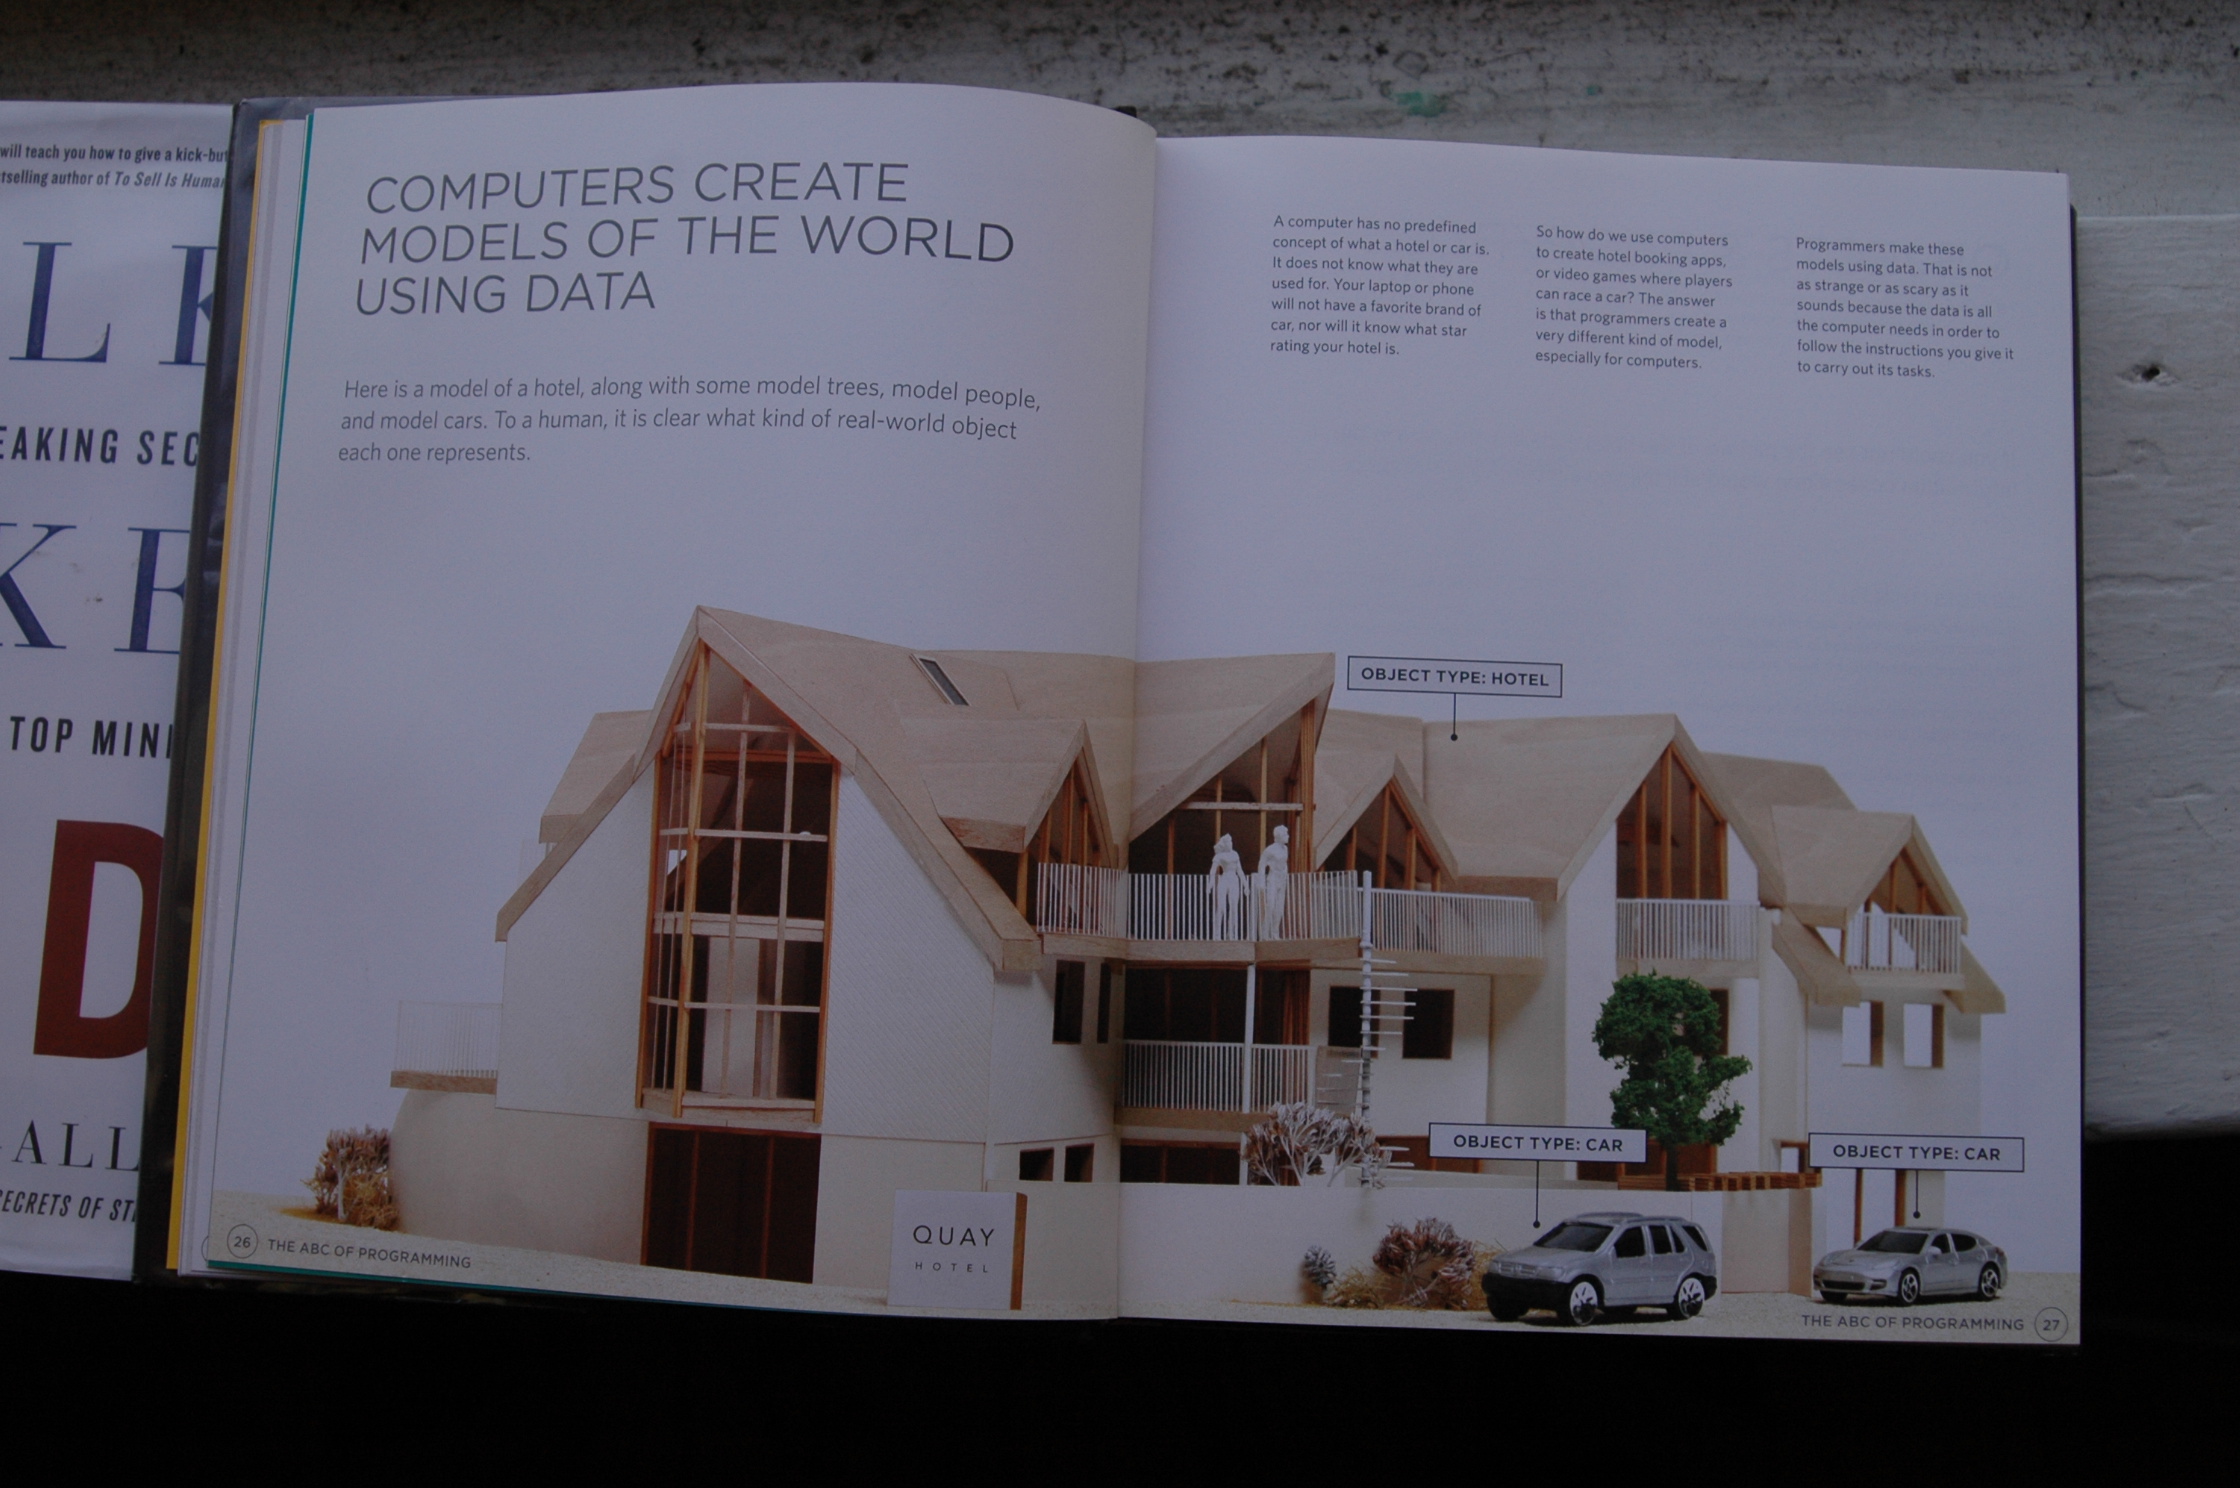 will teach you how to give a kick-but
tselling author of To Sell Is Human
L K
EAKING SEC
K E
TOP MIN
D
ALL
SECRETS OF ST
COMPUTERS CREATE
MODELS OF THE WORLD
USING DATA
Here is a model of a hotel, along with some model trees, model people,
and model cars. To a human, it is clear what kind of real-world object
each one represents.
QUAY
HOTEL
26 THE ABC OF PROGRAMMING
A computer has no predefined
concept of what a hotel or car is.
It does not know what they are
used for. Your laptop or phone
will not have a favorite brand of
car, nor will it know what star
rating your hotel is.
So how do we use computers
to create hotel booking apps,
or video games where players
can race a car? The answer
is that programmers create a
very different kind of model,
especially for computers.
Programmers make these
models using data. That is not
as strange or as scary as it
sounds because the data is all
the computer needs in order to
follow the instructions you give it
to carry out its tasks.
OBJECT TYPE: HOTEL
OBJECT TYPE: CAR
OBJECT TYPE: CAR
THE ABC OF PROGRAMMING 27